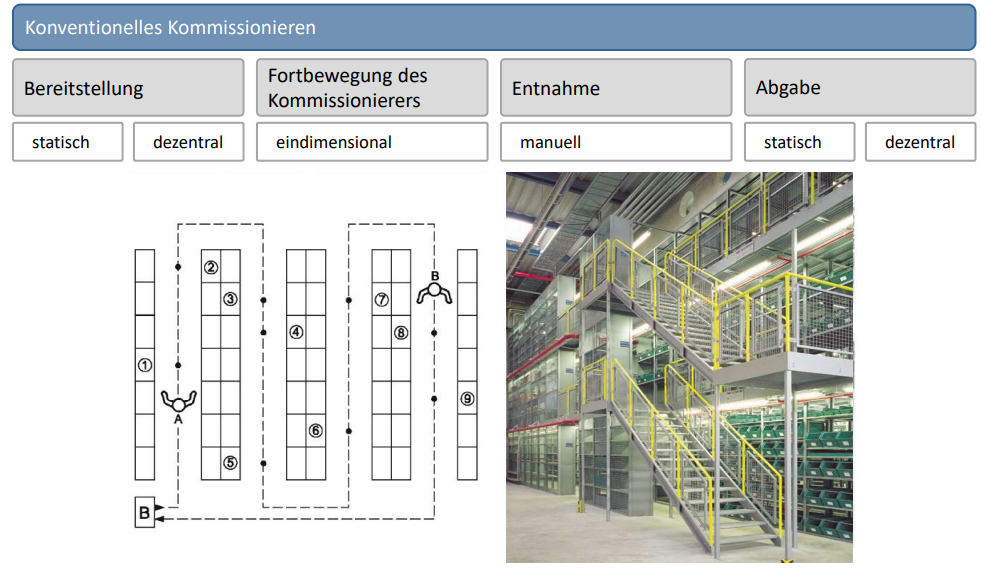 Konventionelles Kommissionieren
Bereitstellung
Fortbewegung des
Kommissionierers
Entnahme
Abgabe
statisch
dezentral
eindimensional
manuell
statisch
dezentral
②
③
⑦
B
④
⑧
①
⑨
A
⑥
⑤
B